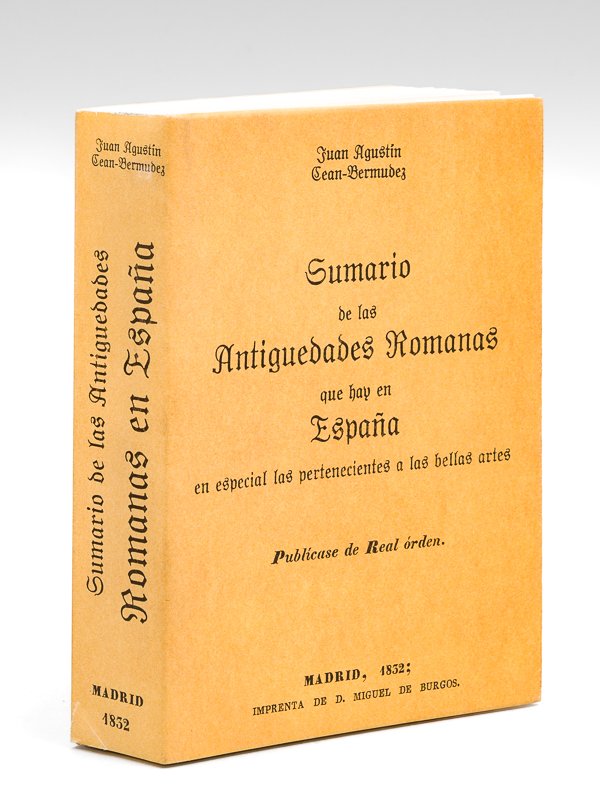 Juan Agustín
Cean-Bermudez
Sumario de las Antiguedades
Romanas en España
MADRID
1832
Juan Agustín
Cean-Bermudez
Sumario
de las
Antiguedades Romanas
que hay en
España
en especial las pertenecientes a las bellas artes
Publícase de Real órden.
MADRID, 1832;
IMPRENTA DE D. MIGUEL DE BURGOS.